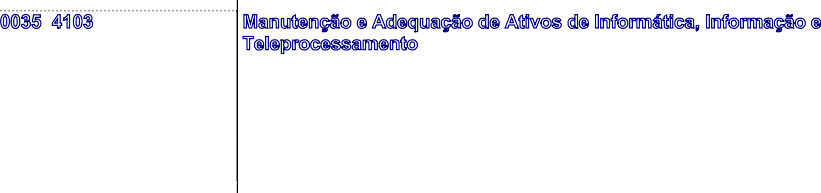 0035 4103 Manutenção e Adequação de Ativos de Informática, Informação e
Teleprocessamento